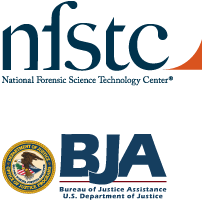 nfstc
National Forensic Science Technology Center®
BJA
Bureau of Justice Assistance
U.S. Department of Justice